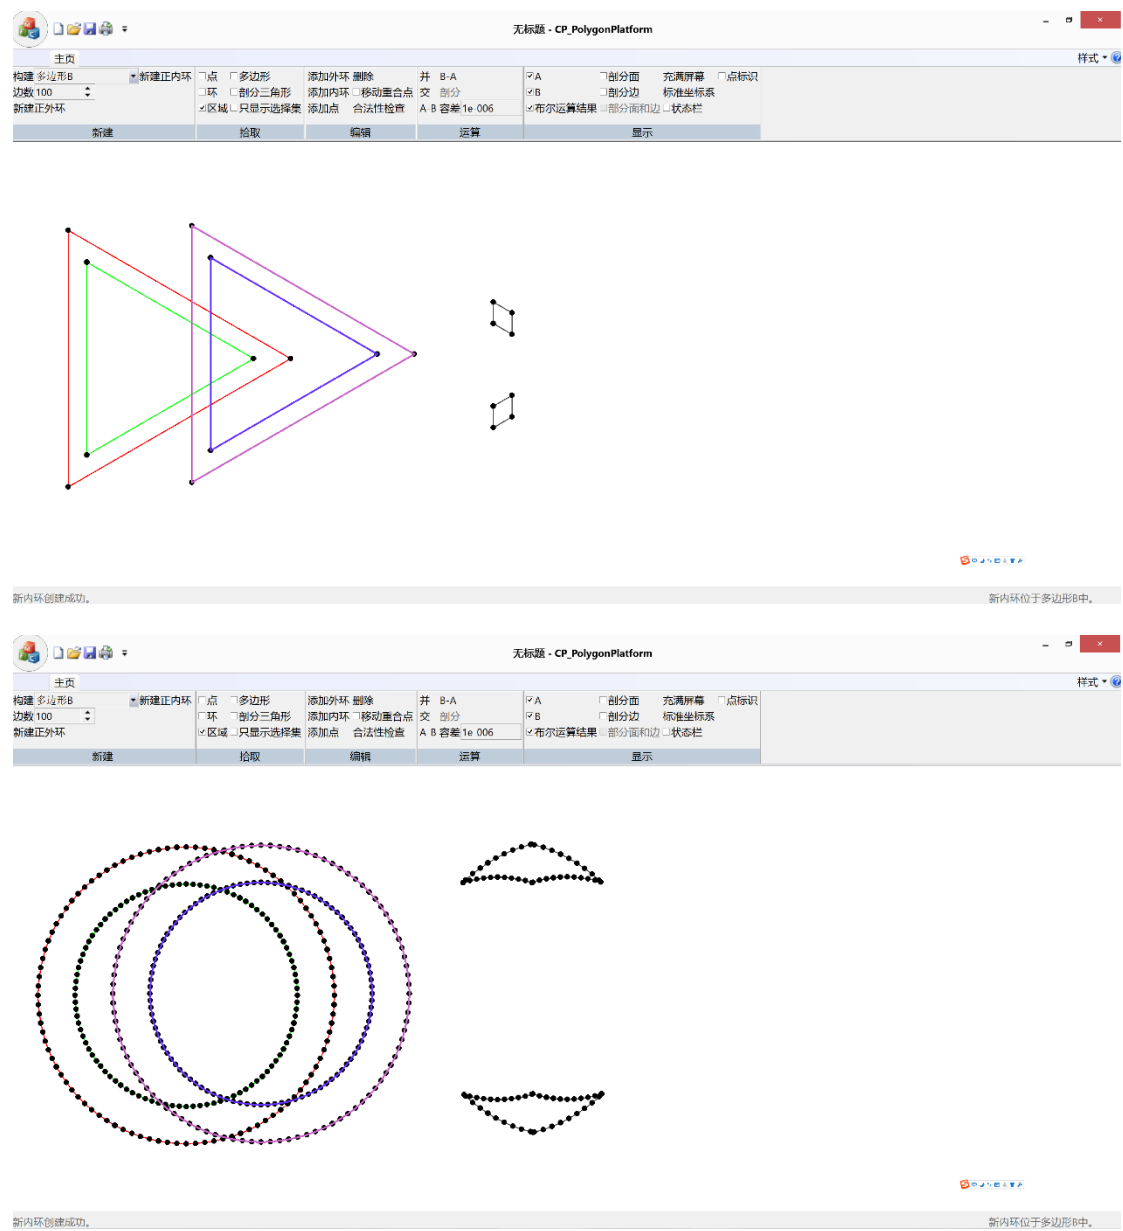 无标题 - CP_PolygonPlatform
主页
样式
构建 多边形B 新建正内环 点 多边形 添加外环 删除 并 B-A A 剖分面 充满屏幕 点标识
边数 100 环 剖分三角形 添加内环 移动重合点 交 剖分 B 剖分边 标准坐标系
新建正外环 区域 只显示选择集 添加点 合法性检查 A B 容差 1e 006 布尔运算结果 部分面和边 状态栏
新建 拾取 编辑 运算 显示
新内环创建成功。 新内环位于多边形B中。
无标题 - CP_PolygonPlatform
主页
样式
构建 多边形B 新建正内环 点 多边形 添加外环 删除 并 B-A A 剖分面 充满屏幕 点标识
边数 100 环 剖分三角形 添加内环 移动重合点 交 剖分 B 剖分边 标准坐标系
新建正外环 区域 只显示选择集 添加点 合法性检查 A B 容差 1e 006 布尔运算结果 部分面和边 状态栏
新建 拾取 编辑 运算 显示
新内环创建成功。 新内环位于多边形B中。